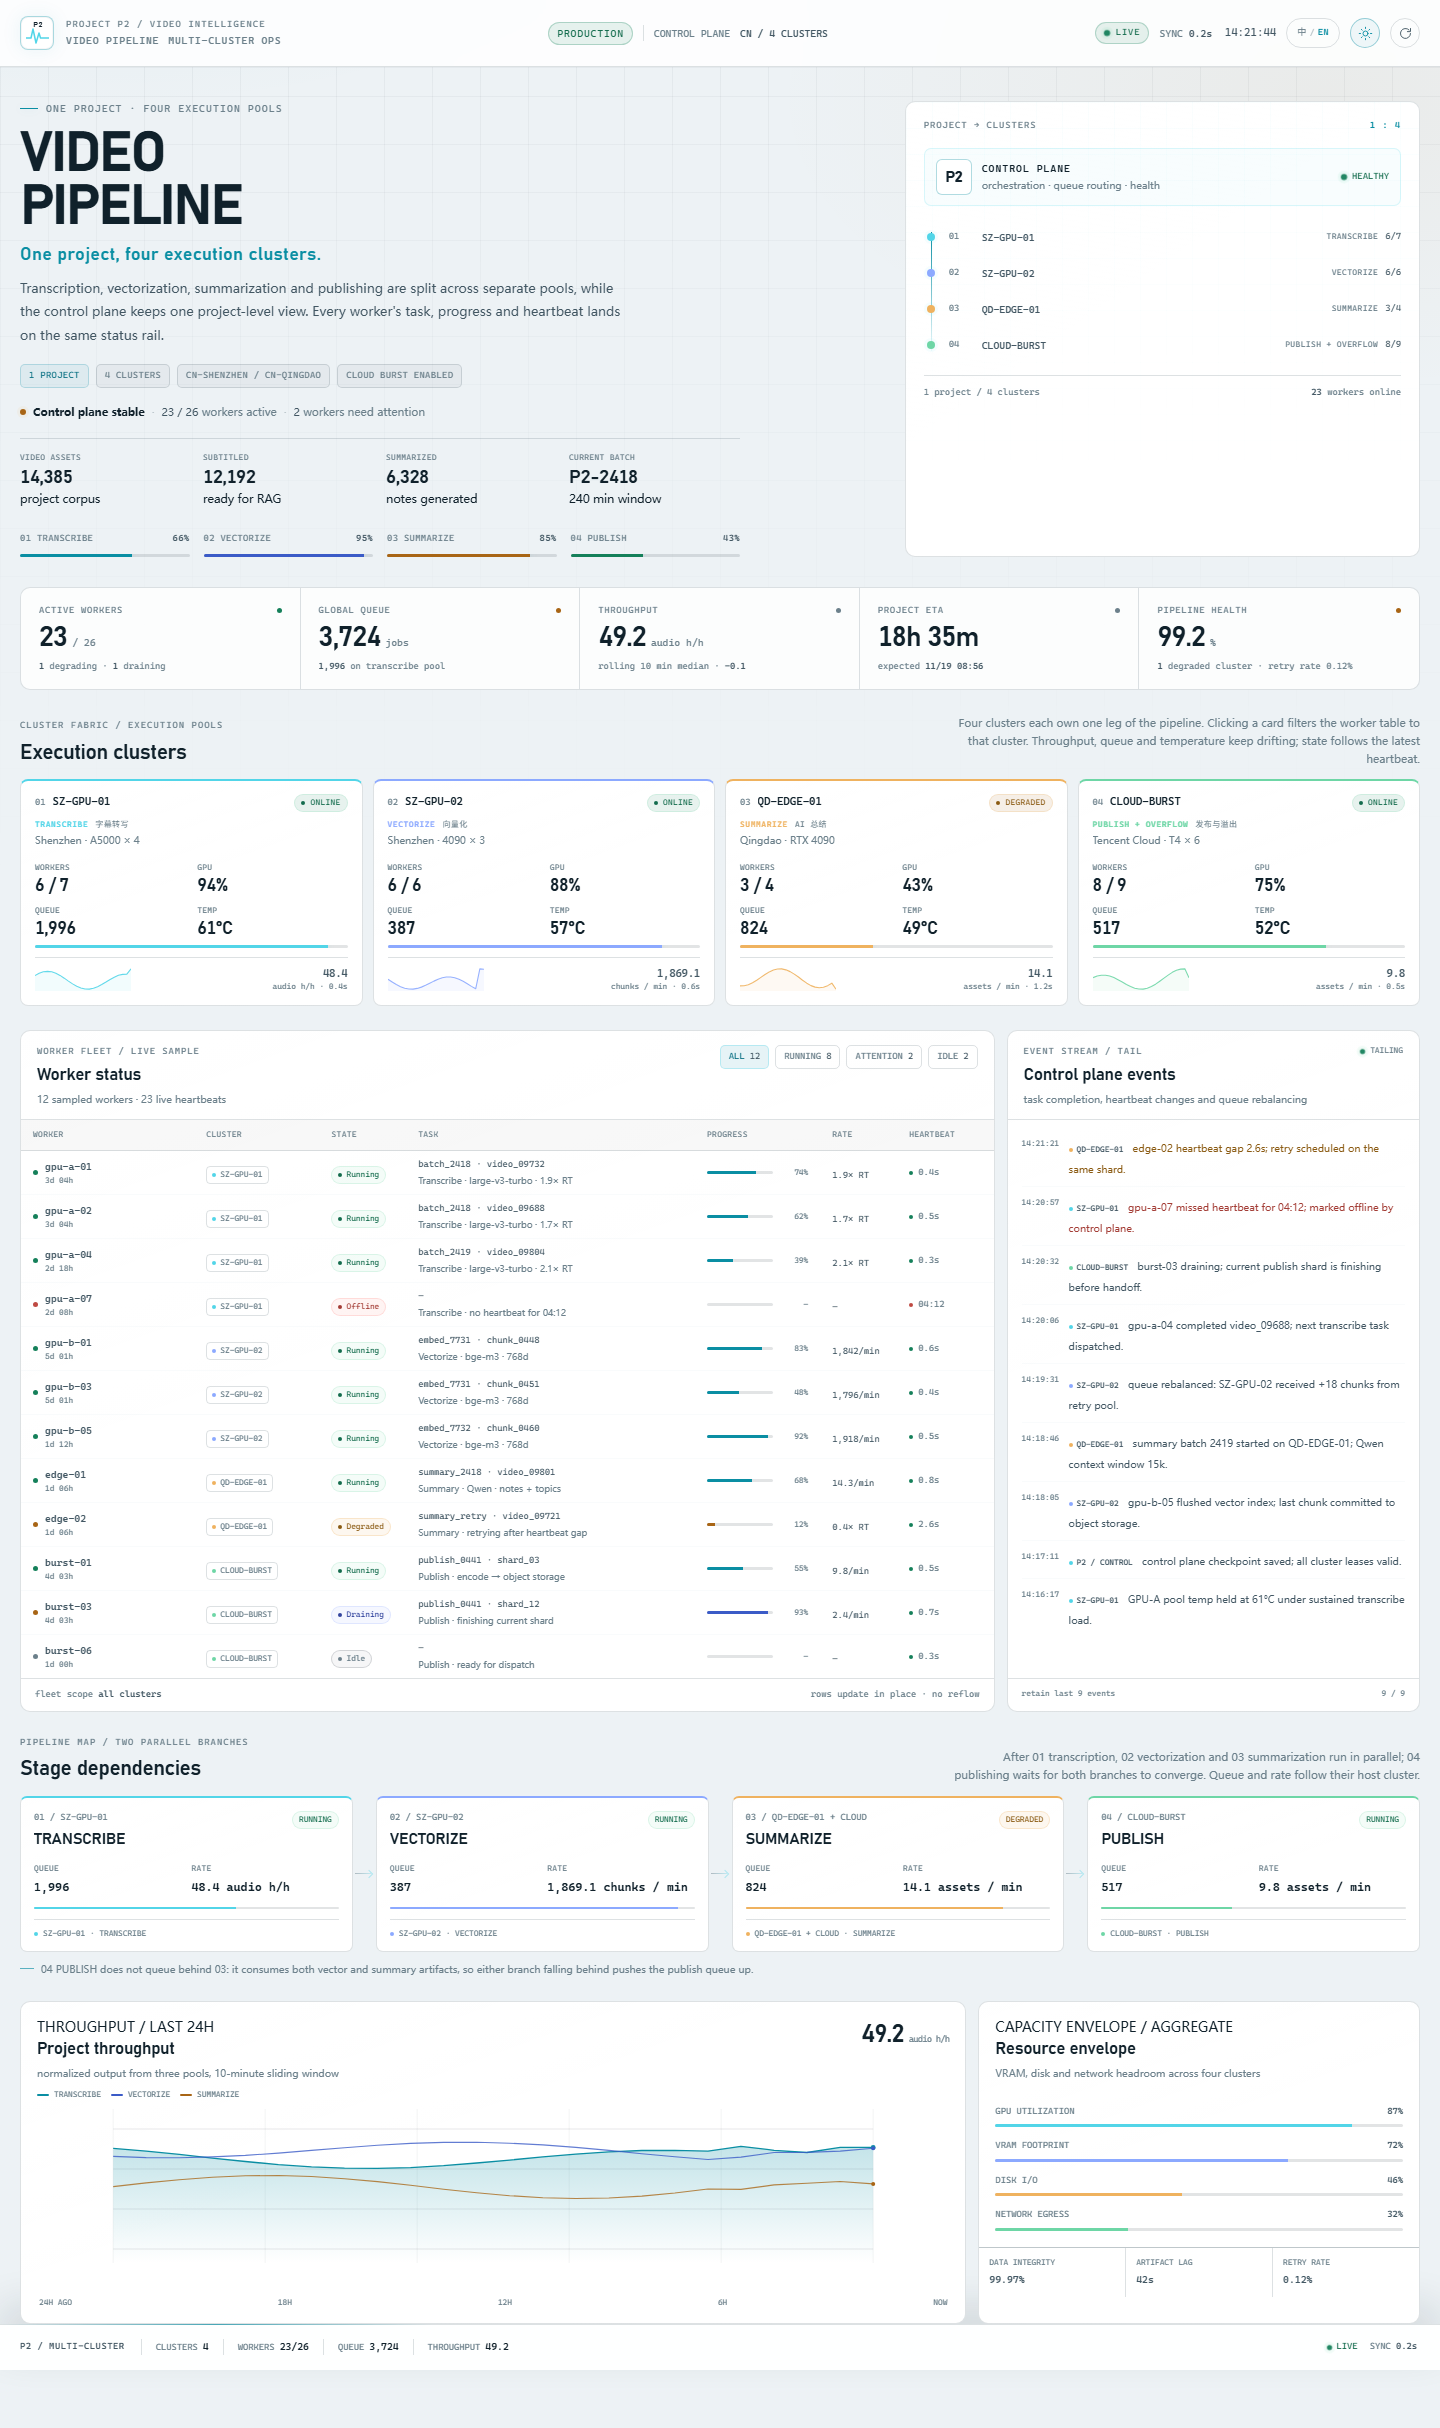 P2
PROJECT P2 / VIDEO INTELLIGENCE
VIDEO PIPELINE MULTI-CLUSTER OPS
PRODUCTION
CONTROL PLANE CN / 4 CLUSTERS
LIVE
SYNC 0.2s
14:21:44
中 / EN
ONE PROJECT · FOUR EXECUTION POOLS
VIDEO
PIPELINE
One project, four execution clusters.
Transcription, vectorization, summarization and publishing are split across separate pools, while
the control plane keeps one project-level view. Every worker's task, progress and heartbeat lands
on the same status rail.
1 PROJECT
4 CLUSTERS
CN-SHENZHEN / CN-QINGDAO
CLOUD BURST ENABLED
Control plane stable · 23 / 26 workers active · 2 workers need attention
VIDEO ASSETS
14,385
project corpus
SUBTITLED
12,192
ready for RAG
SUMMARIZED
6,328
notes generated
CURRENT BATCH
P2-2418
240 min window
01 TRANSCRIBE 66%
02 VECTORIZE 95%
03 SUMMARIZE 85%
04 PUBLISH 43%
PROJECT → CLUSTERS
1 : 4
P2
CONTROL PLANE
orchestration · queue routing · health
HEALTHY
01 SZ-GPU-01 TRANSCRIBE 6/7
02 SZ-GPU-02 VECTORIZE 6/6
03 QD-EDGE-01 SUMMARIZE 3/4
04 CLOUD-BURST PUBLISH + OVERFLOW 8/9
1 project / 4 clusters
23 workers online
ACTIVE WORKERS
23 / 26
1 degrading · 1 draining
GLOBAL QUEUE
3,724 jobs
1,996 on transcribe pool
THROUGHPUT
49.2 audio h/h
rolling 10 min median · −0.1
PROJECT ETA
18h 35m
expected 11/19 08:56
PIPELINE HEALTH
99.2 %
1 degraded cluster · retry rate 0.12%
CLUSTER FABRIC / EXECUTION POOLS
Execution clusters
Four clusters each own one leg of the pipeline. Clicking a card filters the worker table to
that cluster. Throughput, queue and temperature keep drifting; state follows the latest
heartbeat.
01 SZ-GPU-01
ONLINE
TRANSCRIBE 字幕转写
Shenzhen · A5000 × 4
WORKERS
6 / 7
GPU
94%
QUEUE
1,996
TEMP
61°C
48.4
audio h/h · 0.4s
02 SZ-GPU-02
ONLINE
VECTORIZE 向量化
Shenzhen · 4090 × 3
WORKERS
6 / 6
GPU
88%
QUEUE
387
TEMP
57°C
1,869.1
chunks / min · 0.6s
03 QD-EDGE-01
DEGRADED
SUMMARIZE AI 总结
Qingdao · RTX 4090
WORKERS
3 / 4
GPU
43%
QUEUE
824
TEMP
49°C
14.1
assets / min · 1.2s
04 CLOUD-BURST
ONLINE
PUBLISH + OVERFLOW 发布与溢出
Tencent Cloud · T4 × 6
WORKERS
8 / 9
GPU
75%
QUEUE
517
TEMP
52°C
9.8
assets / min · 0.5s
WORKER FLEET / LIVE SAMPLE
Worker status
12 sampled workers · 23 live heartbeats
ALL 12
RUNNING 8
ATTENTION 2
IDLE 2
WORKER CLUSTER STATE TASK PROGRESS RATE HEARTBEAT
gpu-a-01 SZ-GPU-01 Running batch_2418 · video_09732 74% 1.9× RT 0.4s
3d 04h Transcribe · large-v3-turbo · 1.9× RT
gpu-a-02 SZ-GPU-01 Running batch_2418 · video_09688 62% 1.7× RT 0.5s
3d 04h Transcribe · large-v3-turbo · 1.7× RT
gpu-a-04 SZ-GPU-01 Running batch_2419 · video_09804 39% 2.1× RT 0.3s
2d 18h Transcribe · large-v3-turbo · 2.1× RT
gpu-a-07 SZ-GPU-01 Offline — – — 04:12
2d 08h Transcribe · no heartbeat for 04:12
gpu-b-01 SZ-GPU-02 Running embed_7731 · chunk_0448 83% 1,842/min 0.6s
5d 01h Vectorize · bge-m3 · 768d
gpu-b-03 SZ-GPU-02 Running embed_7731 · chunk_0451 48% 1,796/min 0.4s
5d 01h Vectorize · bge-m3 · 768d
gpu-b-05 SZ-GPU-02 Running embed_7732 · chunk_0460 92% 1,918/min 0.5s
1d 12h Vectorize · bge-m3 · 768d
edge-01 QD-EDGE-01 Running summary_2418 · video_09801 68% 14.3/min 0.8s
1d 06h Summary · Qwen · notes + topics
edge-02 QD-EDGE-01 Degraded summary_retry · video_09721 12% 0.4× RT 2.6s
1d 06h Summary · retrying after heartbeat gap
burst-01 CLOUD-BURST Running publish_0441 · shard_03 55% 9.8/min 0.5s
4d 03h Publish · encode → object storage
burst-03 CLOUD-BURST Draining publish_0441 · shard_12 93% 2.4/min 0.7s
4d 03h Publish · finishing current shard
burst-06 CLOUD-BURST Idle — – — 0.3s
1d 00h Publish · ready for dispatch
fleet scope all clusters
rows update in place · no reflow
EVENT STREAM / TAIL
TAILING
Control plane events
task completion, heartbeat changes and queue rebalancing
14:21:21 QD-EDGE-01 edge-02 heartbeat gap 2.6s; retry scheduled on the
same shard.
14:20:57 SZ-GPU-01 gpu-a-07 missed heartbeat for 04:12; marked offline by
control plane.
14:20:32 CLOUD-BURST burst-03 draining; current publish shard is finishing
before handoff.
14:20:06 SZ-GPU-01 gpu-a-04 completed video_09688; next transcribe task
dispatched.
14:19:31 SZ-GPU-02 queue rebalanced: SZ-GPU-02 received +18 chunks from
retry pool.
14:18:46 QD-EDGE-01 summary batch 2419 started on QD-EDGE-01; Qwen
context window 15k.
14:18:05 SZ-GPU-02 gpu-b-05 flushed vector index; last chunk committed to
object storage.
14:17:11 P2 / CONTROL control plane checkpoint saved; all cluster leases valid.
14:16:17 SZ-GPU-01 GPU-A pool temp held at 61°C under sustained transcribe
load.
retain last 9 events
9 / 9
PIPELINE MAP / TWO PARALLEL BRANCHES
Stage dependencies
After 01 transcription, 02 vectorization and 03 summarization run in parallel; 04
publishing waits for both branches to converge. Queue and rate follow their host cluster.
01 / SZ-GPU-01
RUNNING
TRANSCRIBE
QUEUE RATE
1,996 48.4 audio h/h
SZ-GPU-01 · TRANSCRIBE
02 / SZ-GPU-02
RUNNING
VECTORIZE
QUEUE RATE
387 1,869.1 chunks / min
SZ-GPU-02 · VECTORIZE
03 / QD-EDGE-01 + CLOUD
DEGRADED
SUMMARIZE
QUEUE RATE
824 14.1 assets / min
QD-EDGE-01 + CLOUD · SUMMARIZE
04 / CLOUD-BURST
RUNNING
PUBLISH
QUEUE RATE
517 9.8 assets / min
CLOUD-BURST · PUBLISH
04 PUBLISH does not queue behind 03: it consumes both vector and summary artifacts, so either branch falling behind pushes the publish queue up.
THROUGHPUT / LAST 24H
Project throughput
49.2 audio h/h
normalized output from three pools, 10-minute sliding window
TRANSCRIBE VECTORIZE SUMMARIZE
24H AGO 18H 12H 6H NOW
CAPACITY ENVELOPE / AGGREGATE
Resource envelope
VRAM, disk and network headroom across four clusters
GPU UTILIZATION 87%
VRAM FOOTPRINT 72%
DISK I/O 46%
NETWORK EGRESS 32%
DATA INTEGRITY
99.97%
ARTIFACT LAG
42s
RETRY RATE
0.12%
P2 / MULTI-CLUSTER
CLUSTERS 4
WORKERS 23/26
QUEUE 3,724
THROUGHPUT 49.2
LIVE
SYNC 0.2s